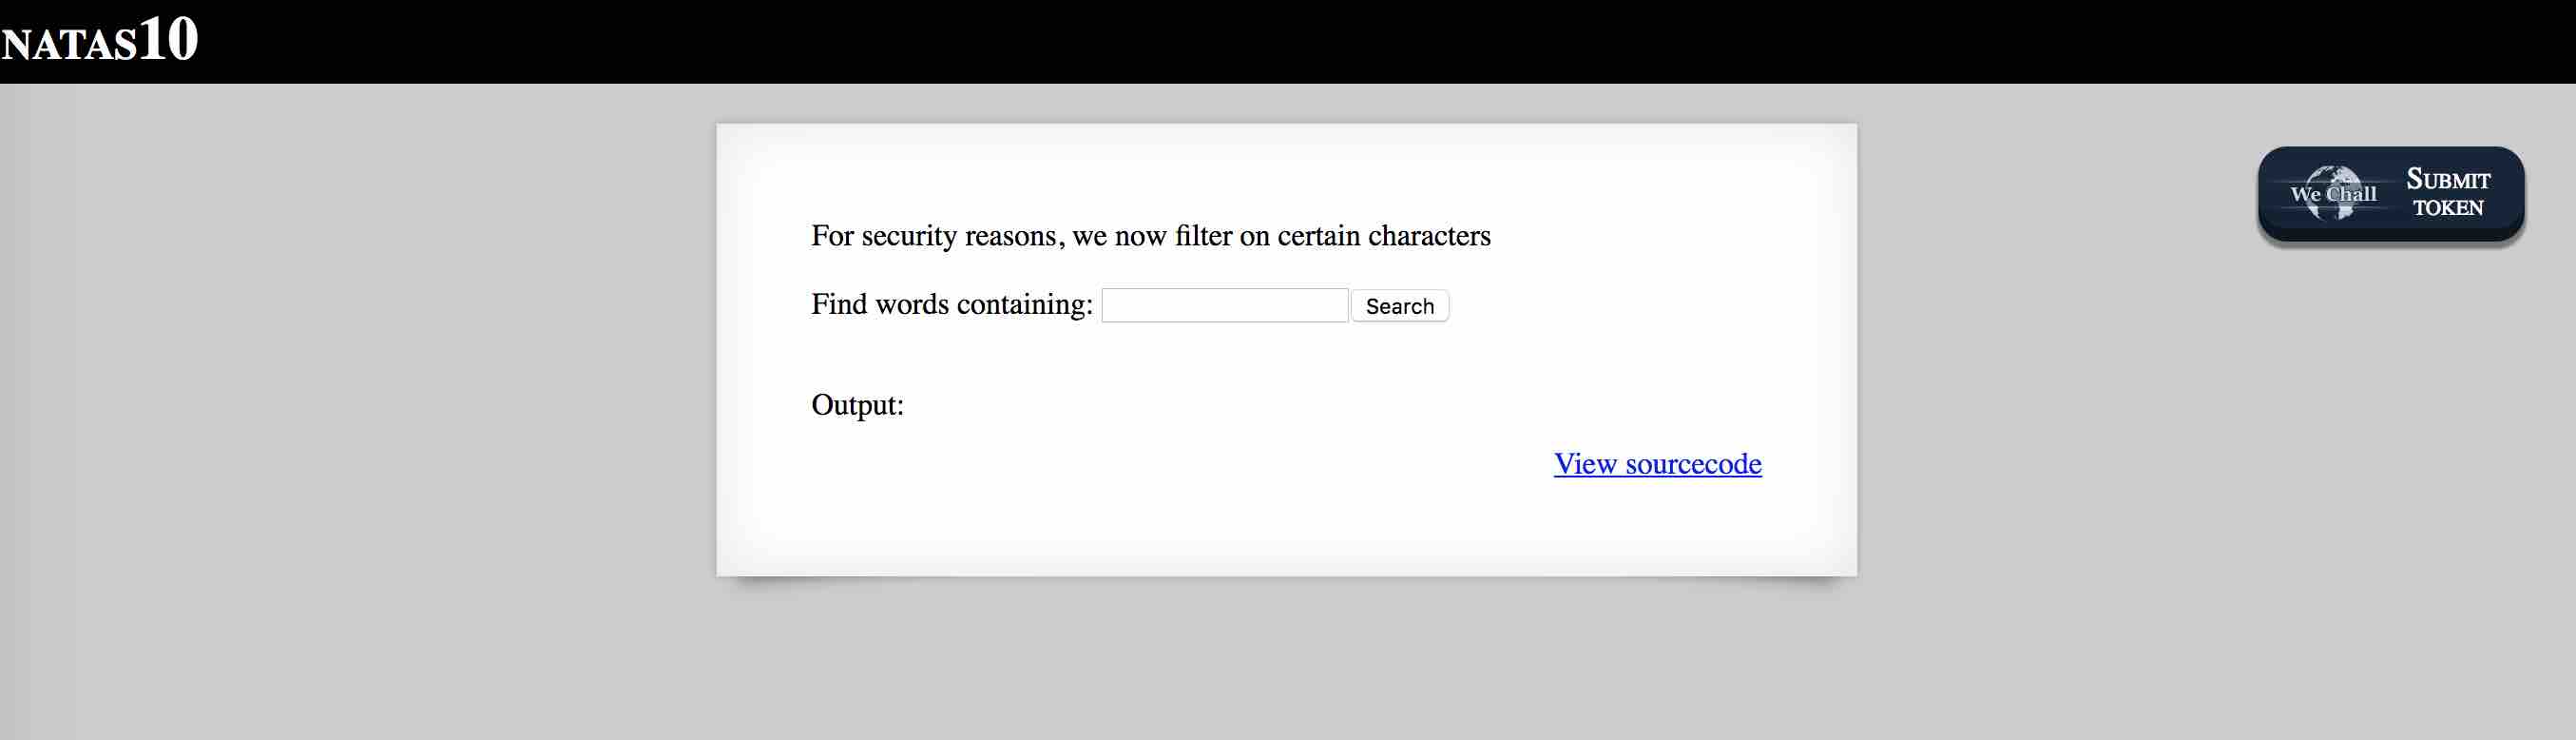 NATAS10
We Chall
SUBMIT
TOKEN
For security reasons, we now filter on certain characters
Find words containing: Search
Output:
View sourcecode